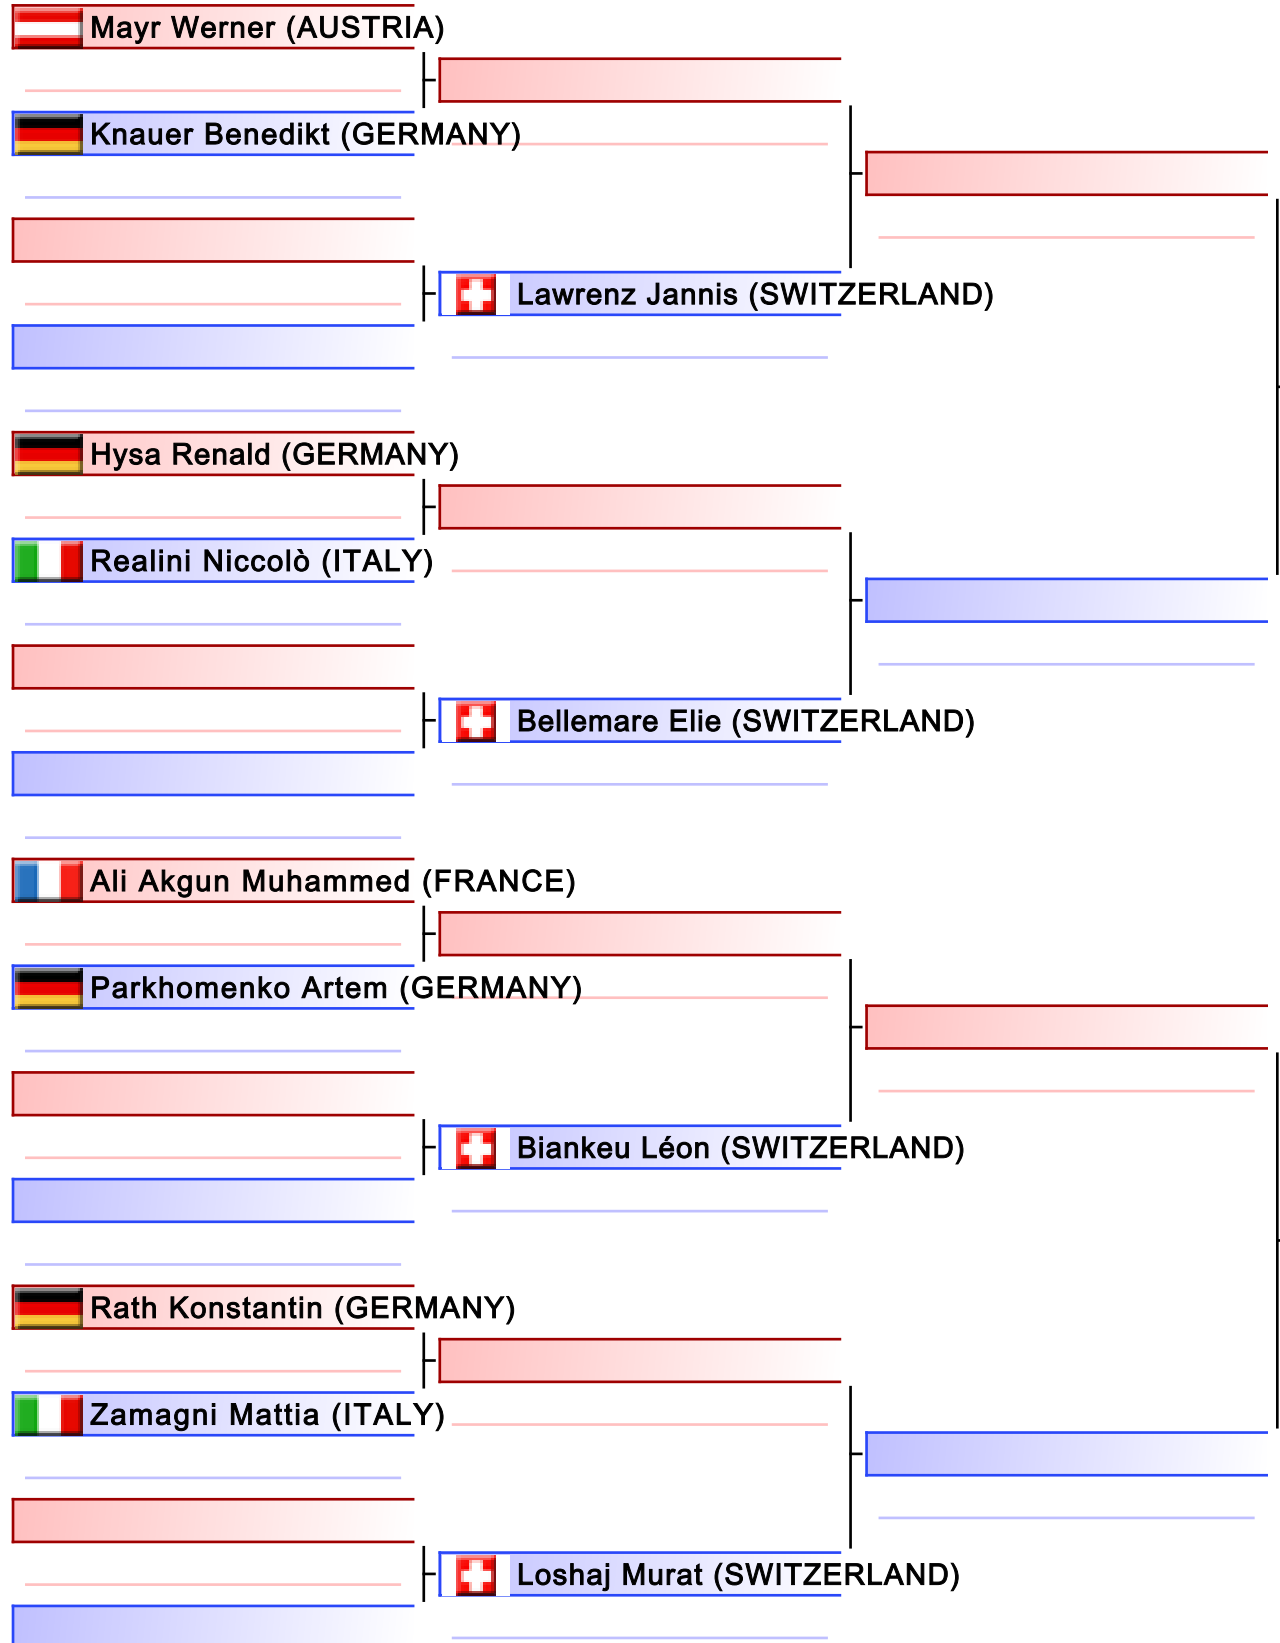 Mayr Werner (AUSTRIA)
Knauer Benedikt (GERMANY)
Lawrenz Jannis (SWITZERLAND)
Hysa Renald (GERMANY)
Realini Niccolò (ITALY)
Bellemare Elie (SWITZERLAND)
Ali Akgun Muhammed (FRANCE)
Parkhomenko Artem (GERMANY)
Biankeu Léon (SWITZERLAND)
Rath Konstantin (GERMANY)
Zamagni Mattia (ITALY)
Loshaj Murat (SWITZERLAND)